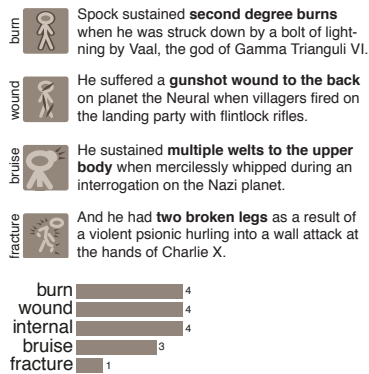 burn
Spock sustained second degree burns
when he was struck down by a bolt of light-
ning by Vaal, the god of Gamma Trianguli VI.
wound
He suffered a gunshot wound to the back
on planet the Neural when villagers fired on
the landing party with flintlock rifles.
bruise
He sustained multiple welts to the upper
body when mercilessly whipped during an
interrogation on the Nazi planet.
fracture
And he had two broken legs as a result of
a violent psionic hurling into a wall attack at
the hands of Charlie X.
burn 4
wound 4
internal 4
bruise 3
fracture 1